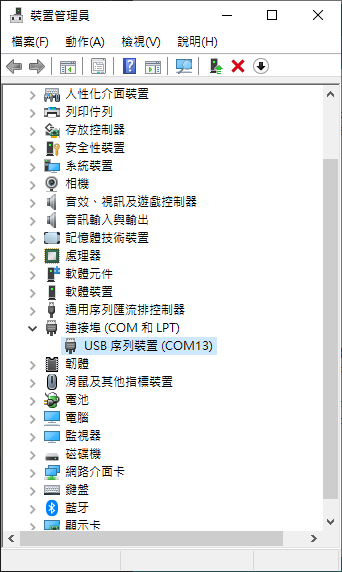 裝置管理員
檔案(F) 動作(A) 檢視(V) 說明(H)
人性化介面裝置
列印佇列
存放控制器
安全性裝置
系統裝置
相機
音效、視訊及遊戲控制器
音訊輸入與輸出
記憶體技術裝置
處理器
軟體元件
軟體裝置
通用序列匯流排控制器
連接埠 (COM 和 LPT)
USB 序列裝置 (COM13)
韌體
滑鼠及其他指標裝置
電池
電腦
監視器
磁碟機
網路介面卡
鍵盤
藍牙
顯示卡